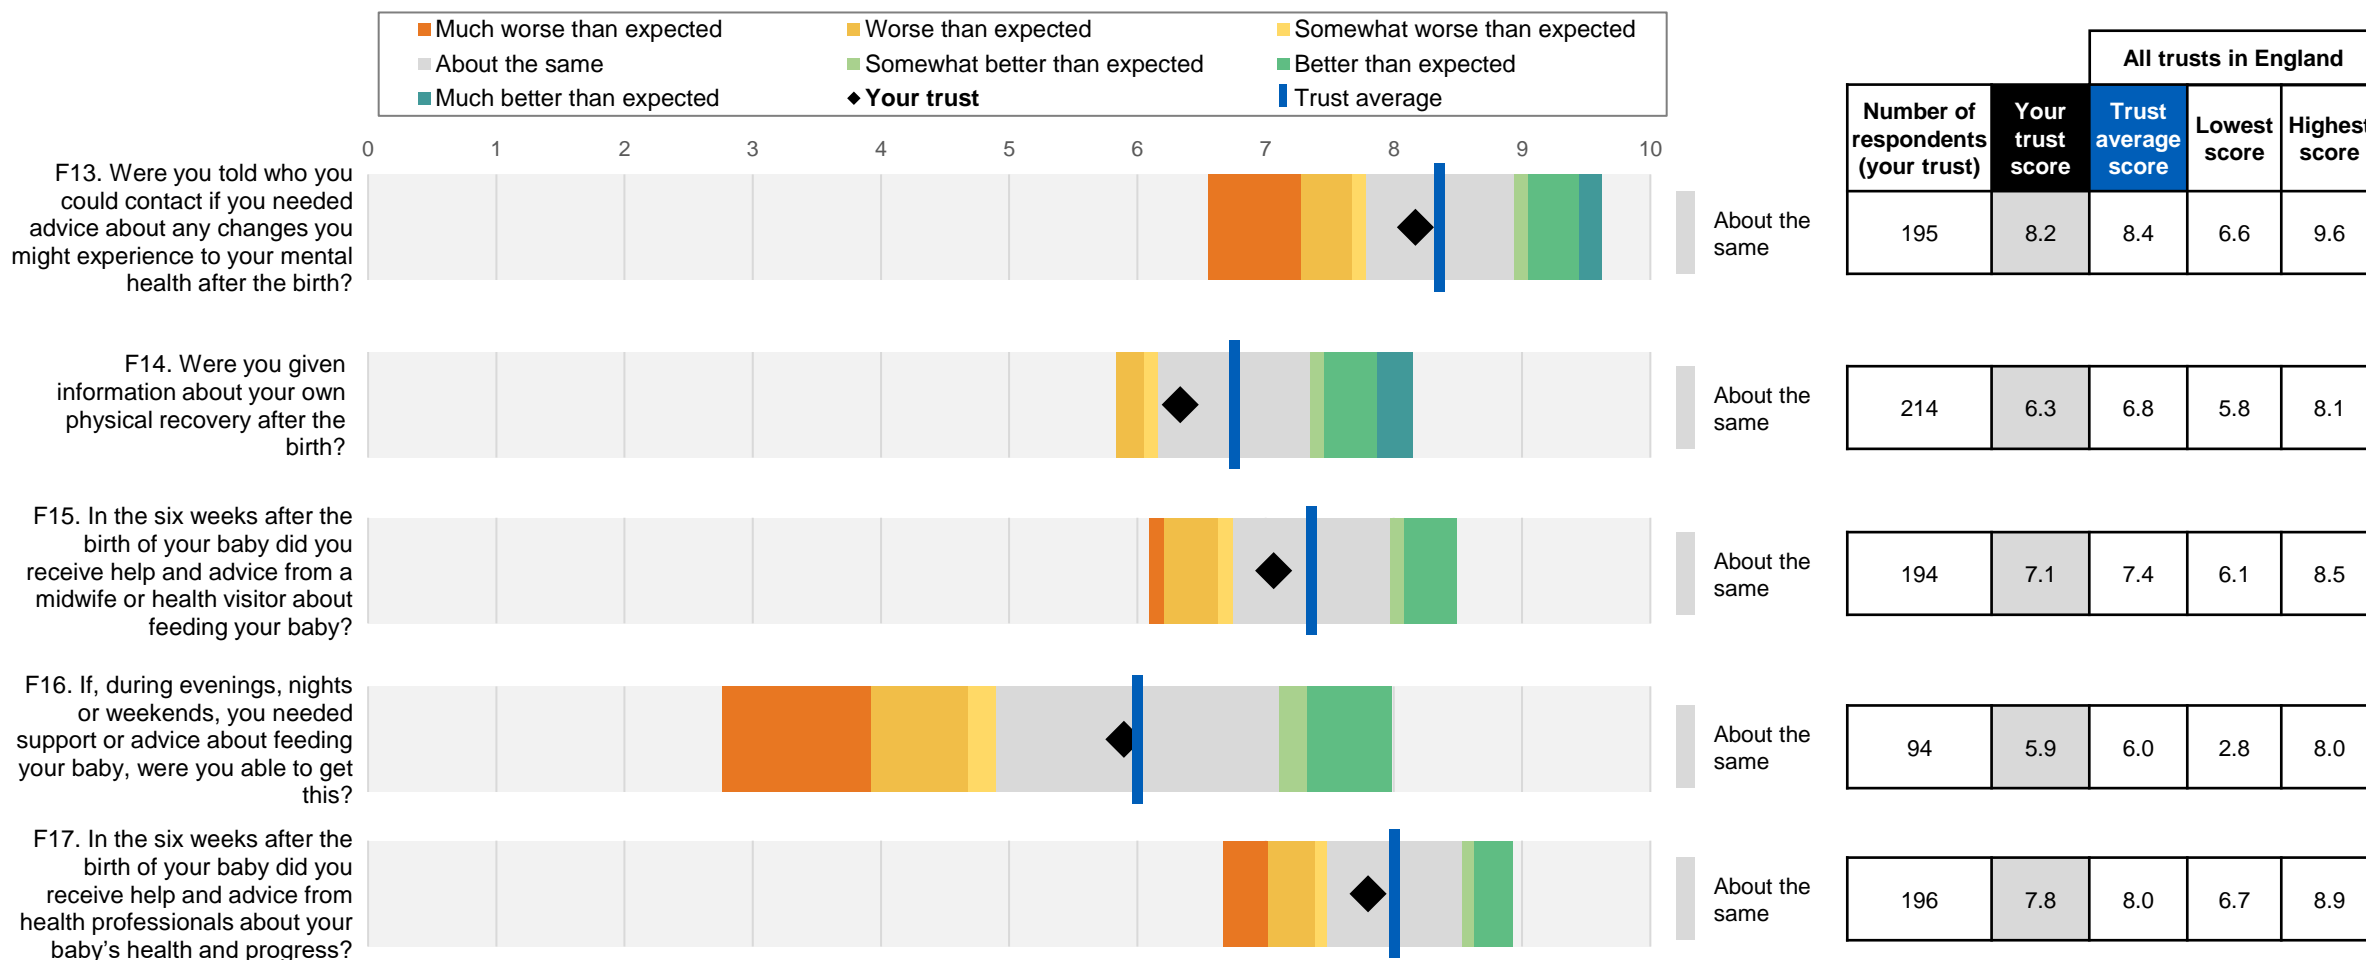 Much worse than expected
Worse than expected
Somewhat worse than expected
About the same
Somewhat better than expected
Better than expected
Much better than expected
Your trust
Trust average
All trusts in England
Number of
respondents
(your trust)
Your
trust
score
Trust
average
score
Lowest
score
Highest
score
0 1 2 3 4 5 6 7 8 9 10
F13. Were you told who you
could contact if you needed
advice about any changes you
might experience to your mental
health after the birth?
About the
same
195 8.2 8.4 6.6 9.6
F14. Were you given
information about your own
physical recovery after the
birth?
About the
same
214 6.3 6.8 5.8 8.1
F15. In the six weeks after the
birth of your baby did you
receive help and advice from a
midwife or health visitor about
feeding your baby?
About the
same
194 7.1 7.4 6.1 8.5
F16. If, during evenings, nights
or weekends, you needed
support or advice about feeding
your baby, were you able to get
this?
About the
same
94 5.9 6.0 2.8 8.0
F17. In the six weeks after the
birth of your baby did you
receive help and advice from
health professionals about your
baby's health and progress?
About the
same
196 7.8 8.0 6.7 8.9